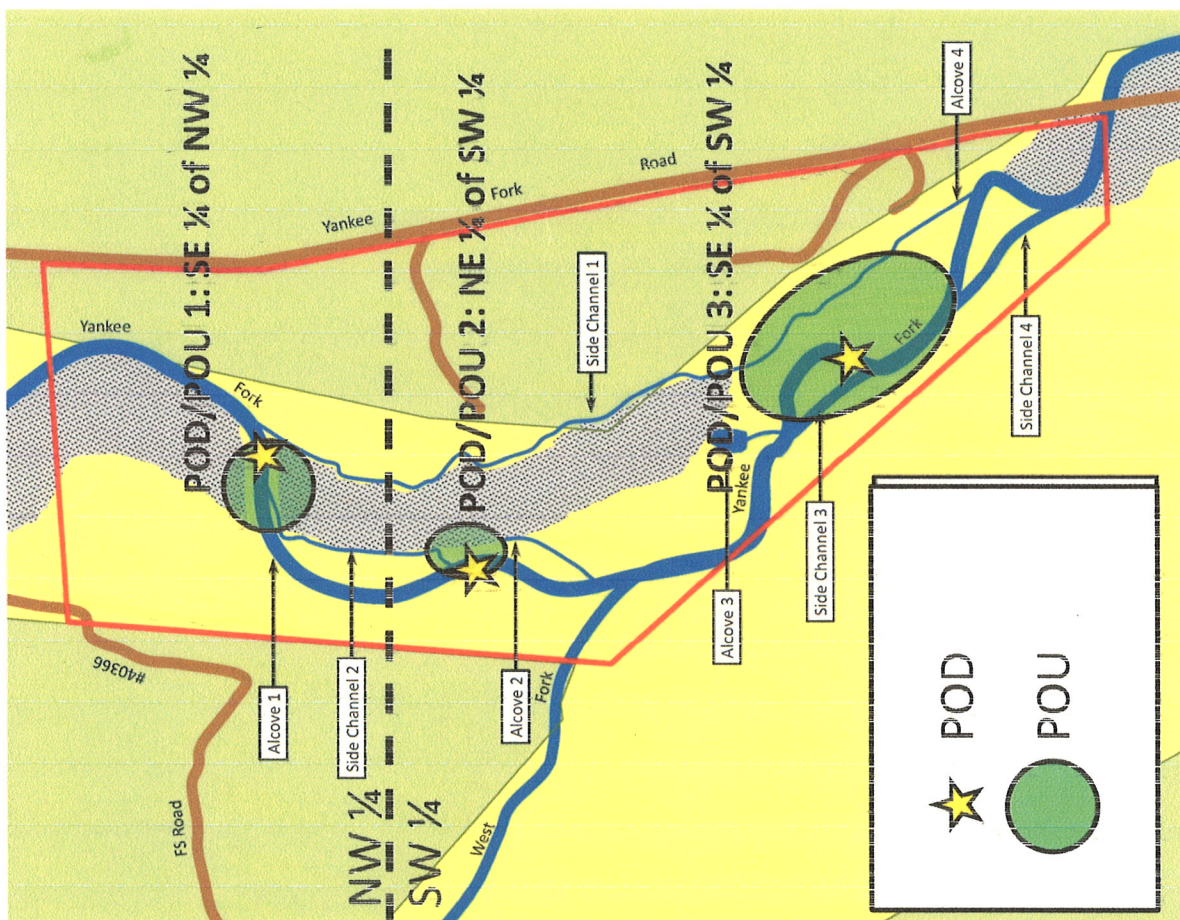 POD/POU 1: SE ¼ of NW ¼
POD/POU 2: NE ¼ of SW ¼
POD/POU 3: SE ¼ of SW ¼
NW ¼
SW ¼
Yankee
Fork
Road
Yankee
Fork
Yankee
Fork
West
Fork
FS Road
#40366
Alcove 1
Side Channel 2
Alcove 2
Side Channel 1
Alcove 3
Side Channel 3
Side Channel 4
Alcove 4
POD
POU